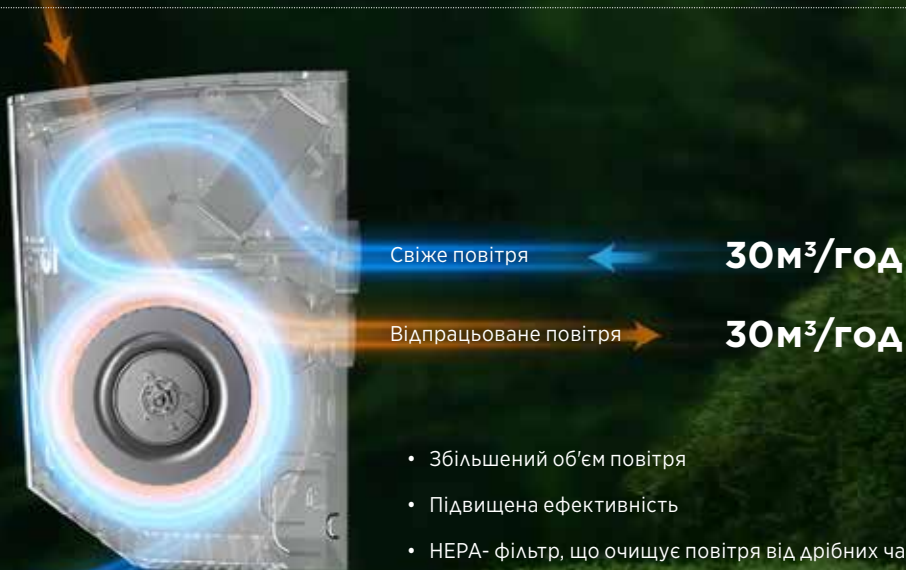 Свіже повітря
30м³/год
Відпрацьоване повітря
30м³/год
• Збільшений об'єм повітря
• Підвищена ефективність
• HEPA- фільтр, що очищує повітря від дрібних